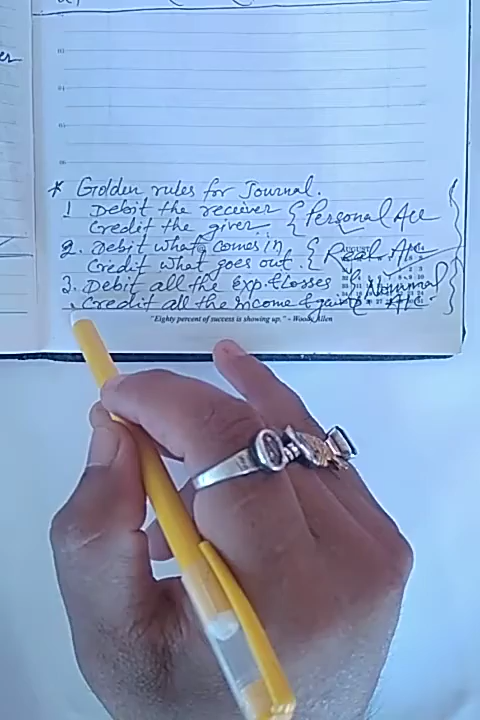 * Golden rules for Journal.
1. Debit the receiver
Credit the giver } Personal Acc
2. Debit what comes in
Credit what goes out. } Real Ac
3. Debit all the exp & losses
Credit all the income & gains
"Eighty percent of success is showing up." ~ Woody Allen